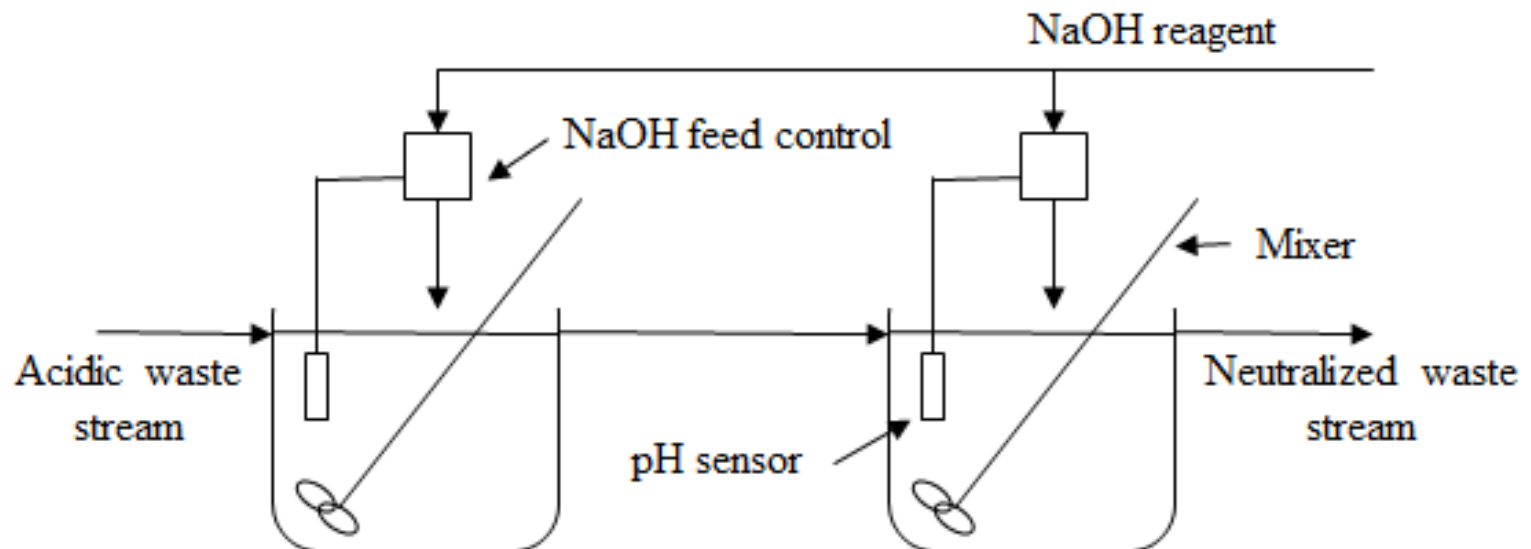 NaOH reagent
NaOH feed control
Mixer
Acidic waste
stream
Neutralized waste
stream
pH sensor